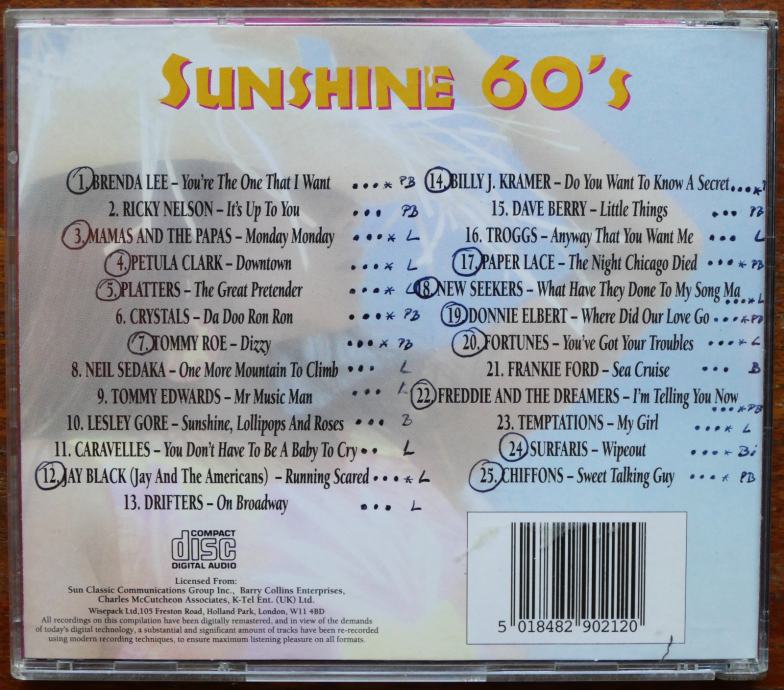 SUNSHINE 60's
1. BRENDA LEE – You're The One That I Want ...* PB
2. RICKY NELSON – It's Up To You ... PB
3. MAMAS AND THE PAPAS – Monday Monday ...* L
4. PETULA CLARK – Downtown ...* L
5. PLATTERS – The Great Pretender ...* L
6. CRYSTALS – Da Doo Ron Ron ...* PB
7. TOMMY ROE – Dizzy ...* PB
8. NEIL SEDAKA – One More Mountain To Climb ... L
9. TOMMY EDWARDS – Mr Music Man ... L
10. LESLEY GORE – Sunshine, Lollipops And Roses ... B
11. CARAVELLES – You Don't Have To Be A Baby To Cry .. L
12. JAY BLACK (Jay And The Americans) – Running Scared ...* L
13. DRIFTERS – On Broadway ... L
14. BILLY J. KRAMER – Do You Want To Know A Secret ...*
15. DAVE BERRY – Little Things ... PB
16. TROGGS – Anyway That You Want Me ... L
17. PAPER LACE – The Night Chicago Died ...* PB
18. NEW SEEKERS – What Have They Done To My Song Ma
...* L
19. DONNIE ELBERT – Where Did Our Love Go ...* PB
20. FORTUNES – You've Got Your Troubles ...* L
21. FRANKIE FORD – Sea Cruise ... B
22. FREDDIE AND THE DREAMERS – I'm Telling You Now
...* PB
23. TEMPTATIONS – My Girl ...* L
24. SURFARIS – Wipeout ...* Bi
25. CHIFFONS – Sweet Talking Guy ...* PB
COMPACT
disc
DIGITAL AUDIO
Licensed From:
Sun Classic Communications Group Inc., Barry Collins Enterprises,
Charles McCutcheon Associates, K-Tel Ent. (UK) Ltd.
Wisepack Ltd,105 Freston Road, Holland Park, London, W11 4BD
All recordings on this compilation have been digitally remastered, and in view of the demands
of today's digital technology, a substantial and significant amount of tracks have been re-recorded
using modern recording techniques, to ensure maximum listening pleasure on all formats.
5 018482 902120